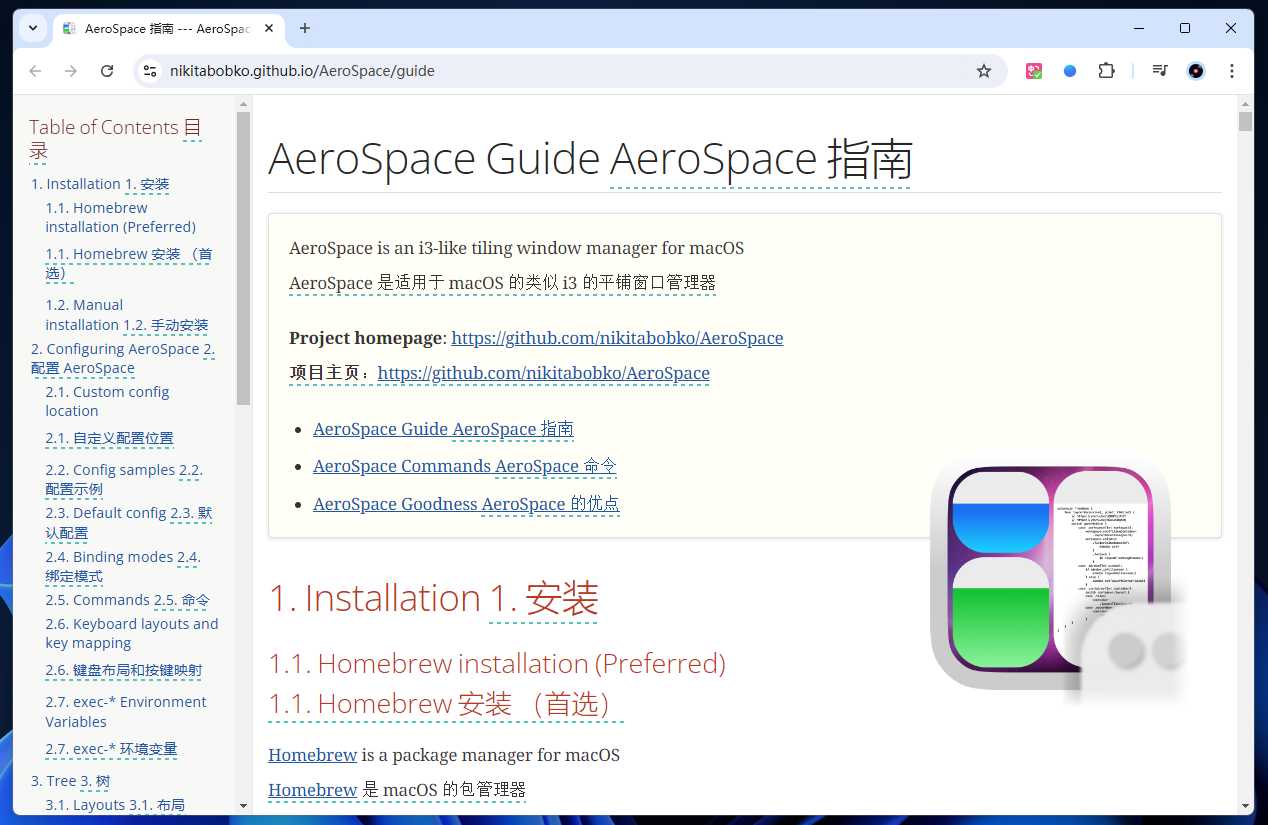 AeroSpace 指南 --- AeroSpac
nikitabobko.github.io/AeroSpace/guide
Table of Contents 目
录
1. Installation 1. 安装
1.1. Homebrew
installation (Preferred)
1.1. Homebrew 安装 （首
选）
1.2. Manual
installation 1.2. 手动安装
2. Configuring AeroSpace 2.
配置 AeroSpace
2.1. Custom config
location
2.1. 自定义配置位置
2.2. Config samples 2.2.
配置示例
2.3. Default config 2.3. 默
认配置
2.4. Binding modes 2.4.
绑定模式
2.5. Commands 2.5. 命令
2.6. Keyboard layouts and
key mapping
2.6. 键盘布局和按键映射
2.7. exec-* Environment
Variables
2.7. exec-* 环境变量
3. Tree 3. 树
3.1. Layouts 3.1. 布局
AeroSpace Guide AeroSpace 指南
AeroSpace is an i3-like tiling window manager for macOS
AeroSpace 是适用于 macOS 的类似 i3 的平铺窗口管理器
Project homepage: https://github.com/nikitabobko/AeroSpace
项目主页：https://github.com/nikitabobko/AeroSpace
• AeroSpace Guide AeroSpace 指南
• AeroSpace Commands AeroSpace 命令
• AeroSpace Goodness AeroSpace 的优点
1. Installation 1. 安装
1.1. Homebrew installation (Preferred)
1.1. Homebrew 安装 （首选）
Homebrew is a package manager for macOS
Homebrew 是 macOS 的包管理器